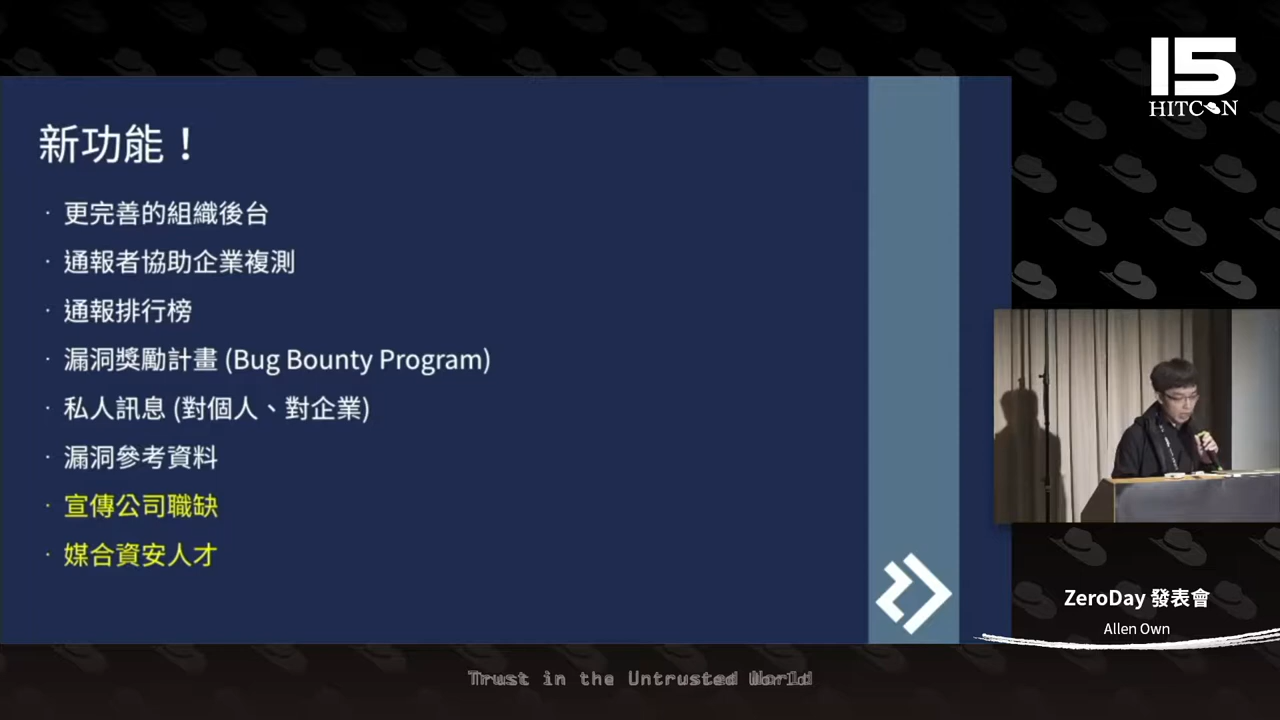 15
HITCON
新功能！
· 更完善的組織後台
· 通報者協助企業複測
· 通報排行榜
· 漏洞獎勵計畫 (Bug Bounty Program)
· 私人訊息 (對個人、對企業)
· 漏洞參考資料
· 宣傳公司職缺
· 媒合資安人才
ZeroDay 發表會
Allen Own
Trust in the Untrusted World